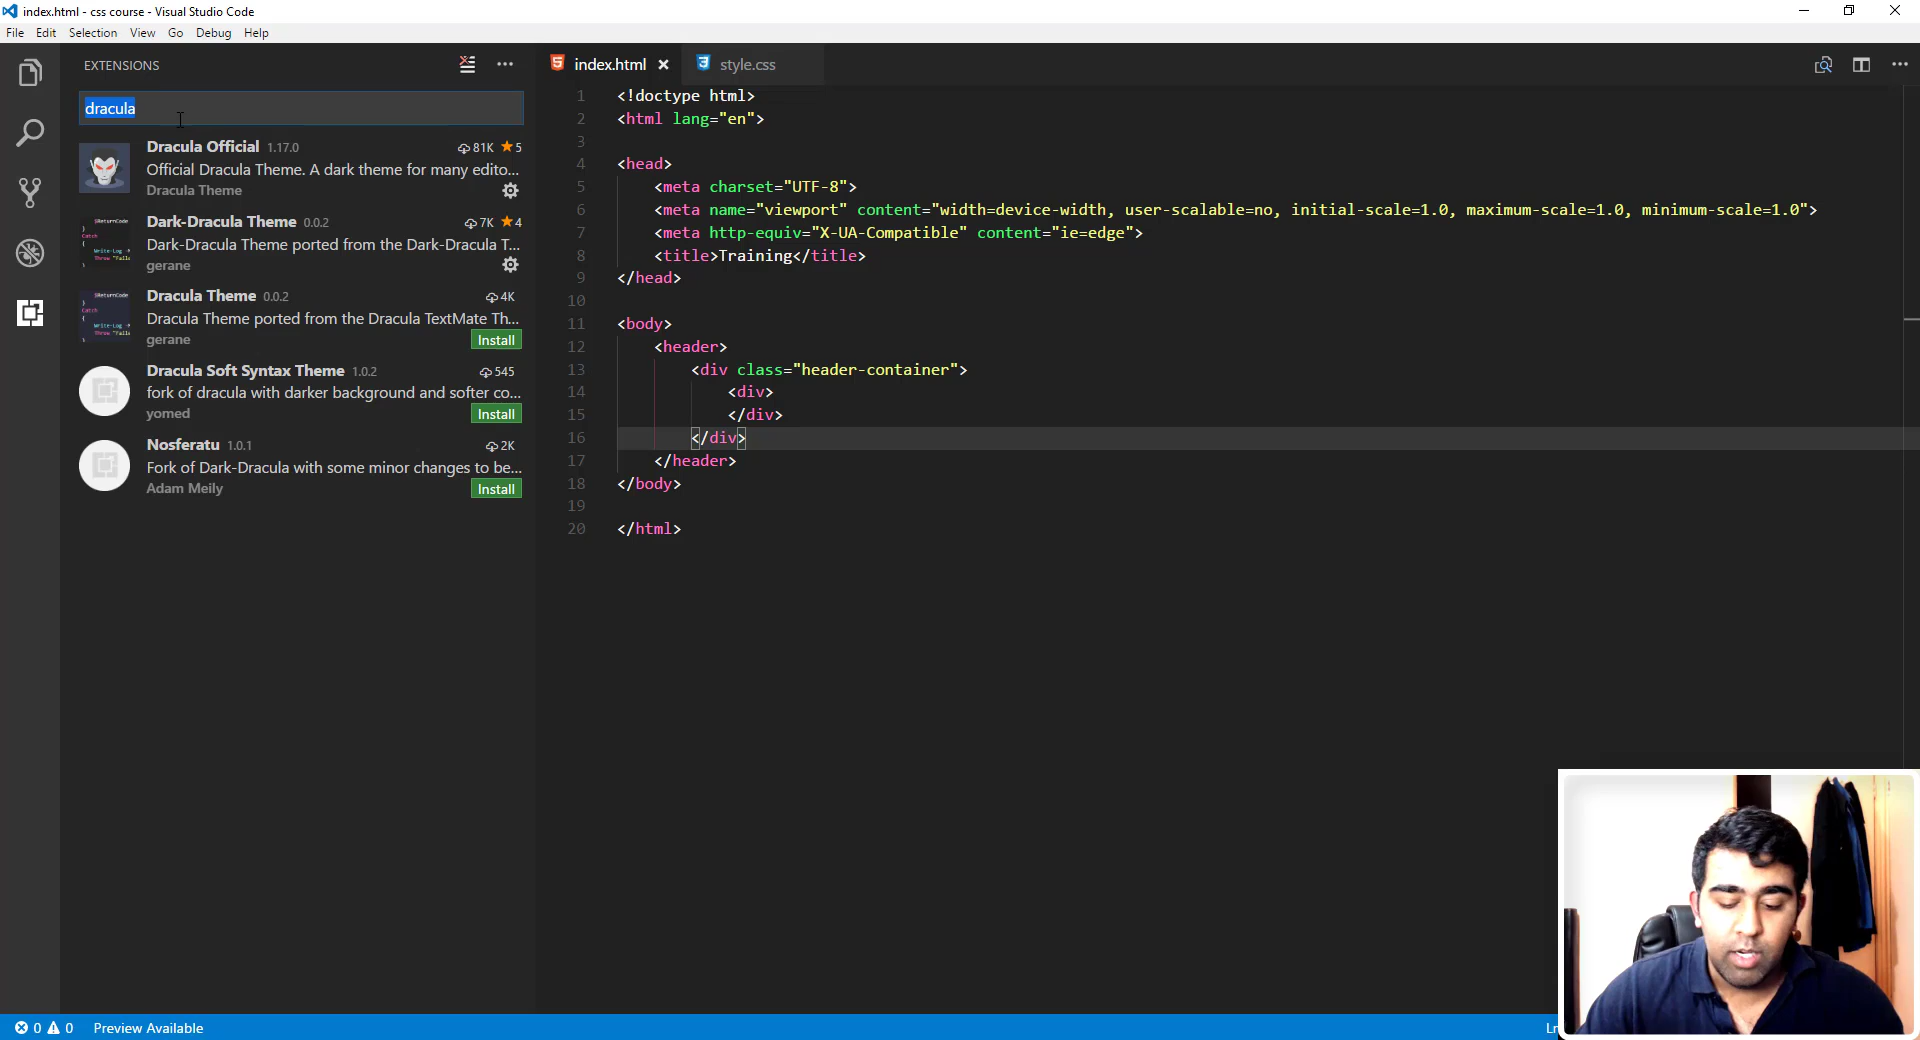 index.html - css course - Visual Studio Code
File Edit Selection View Go Debug Help
EXTENSIONS
dracula
Dracula Official 1.17.0 81K 5
Official Dracula Theme. A dark theme for many edito...
Dracula Theme
Dark-Dracula Theme 0.0.2 7K 4
Dark-Dracula Theme ported from the Dark-Dracula T...
gerane
Dracula Theme 0.0.2 4K
Dracula Theme ported from the Dracula TextMate Th...
gerane Install
Dracula Soft Syntax Theme 1.0.2 545
fork of dracula with darker background and softer co...
yomed Install
Nosferatu 1.0.1 2K
Fork of Dark-Dracula with some minor changes to be...
Adam Meily Install
index.html style.css
1 <!doctype html>
2 <html lang="en">
3
4 <head>
5 <meta charset="UTF-8">
6 <meta name="viewport" content="width=device-width, user-scalable=no, initial-scale=1.0, maximum-scale=1.0, minimum-scale=1.0">
7 <meta http-equiv="X-UA-Compatible" content="ie=edge">
8 <title>Training</title>
9 </head>
10
11 <body>
12 <header>
13 <div class="header-container">
14 <div>
15 </div>
16 </div>
17 </header>
18 </body>
19
20 </html>
0 0 Preview Available Ln